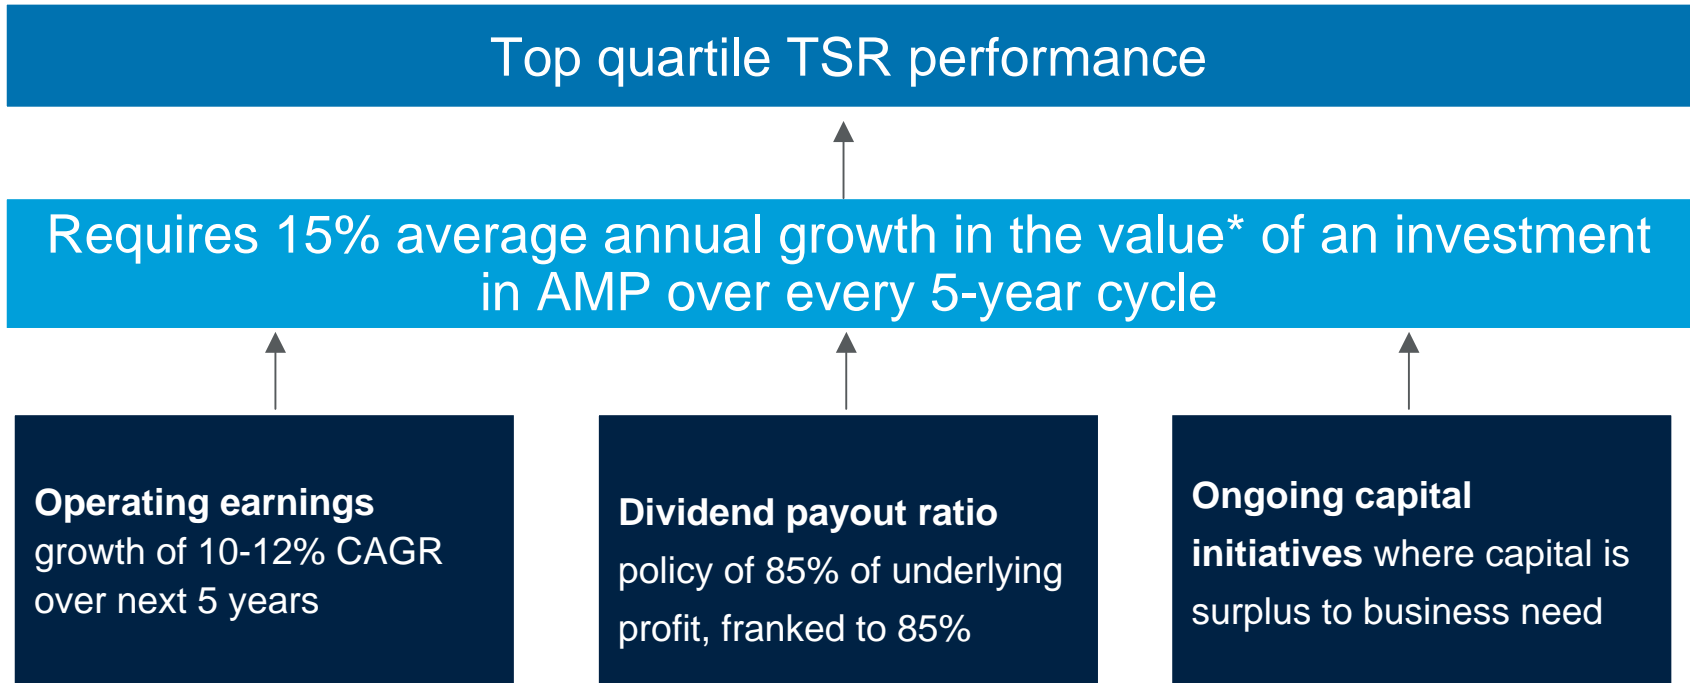 Top quartile TSR performance
Requires 15% average annual growth in the value* of an investment
in AMP over every 5-year cycle
Operating earnings
growth of 10-12% CAGR
over next 5 years
Dividend payout ratio
policy of 85% of underlying
profit, franked to 85%
Ongoing capital
initiatives where capital is
surplus to business need